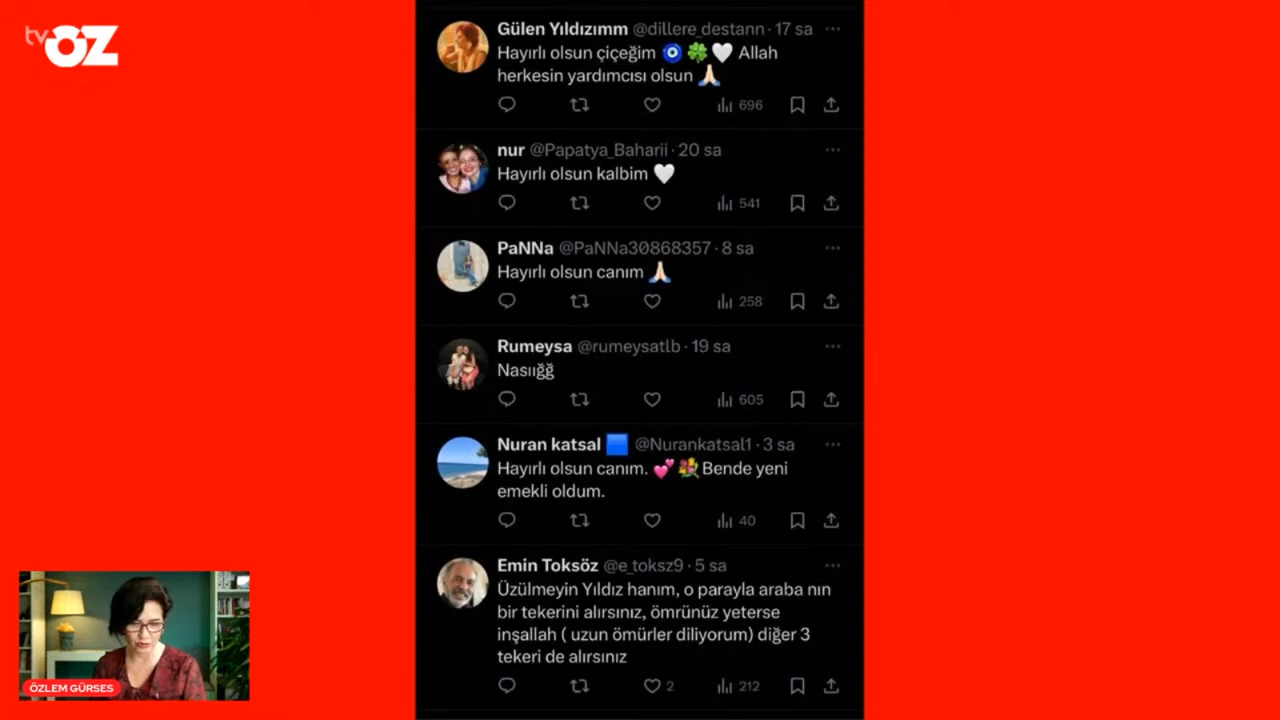 tv ÖZ
Gülen Yıldızımm @dillere_destann · 17 sa
Hayırlı olsun çiçeğim 🧿🍀🤍 Allah
herkesin yardımcısı olsun 🙏🏻
696
nur @Papatya_Baharii · 20 sa
Hayırlı olsun kalbim 🤍
541
PaNNa @PaNNa30868357 · 8 sa
Hayırlı olsun canım 🙏🏻
258
Rumeysa @rumeysatlb · 19 sa
Nasıığğ
605
Nuran katsal 🟦 @Nurankatsal1 · 3 sa
Hayırlı olsun canım. 💕💐Bende yeni
emekli oldum.
40
Emin Toksöz @e_toksz9 · 5 sa
Üzülmeyin Yıldız hanım, o parayla araba nın
bir tekerini alırsınız, ömrünüz yeterse
inşallah ( uzun ömürler diliyorum) diğer 3
tekeri de alırsınız
2 212
ÖZLEM GÜRSES